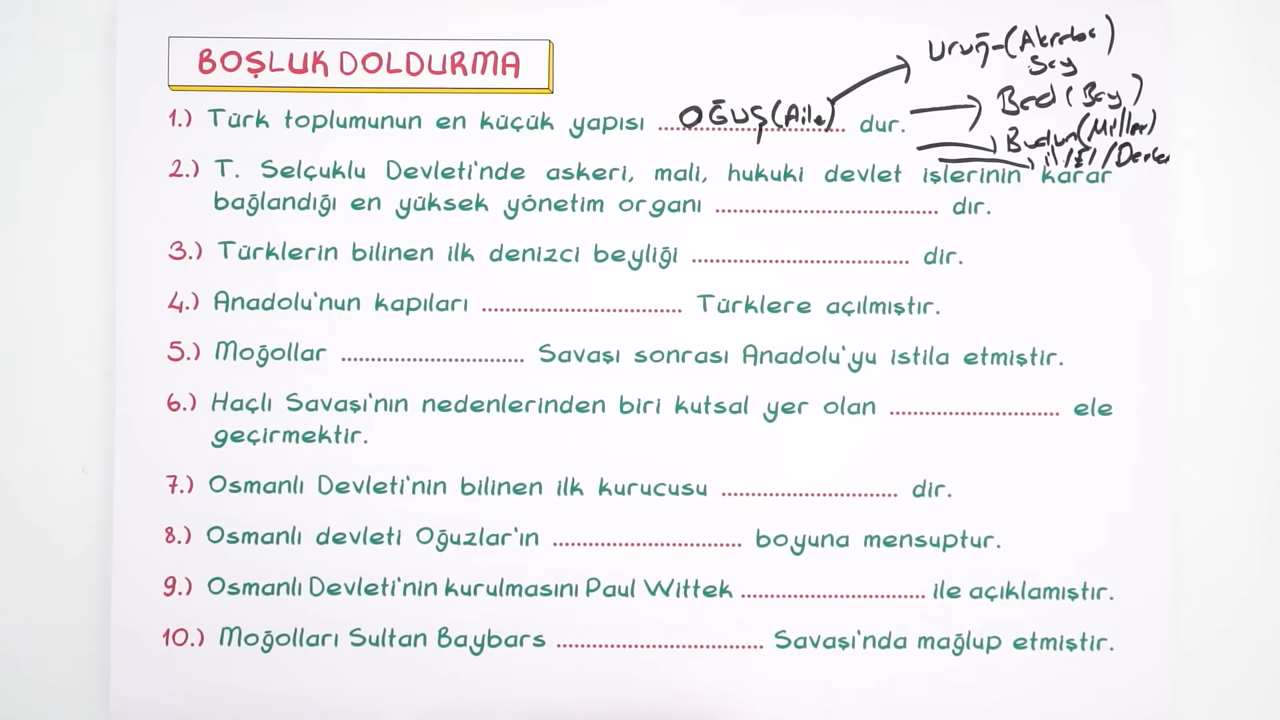 BOŞLUK DOLDURMA
Uruğ-(Akraba)
Soy
Bod (Boy)
1.) Türk toplumunun en küçük yapısı OĞUŞ(Aile) dur.
Budun(Millet)
il/El/Devlet
2.) T. Selçuklu Devleti'nde askeri, mali, hukuki devlet işlerinin karar
bağlandığı en yüksek yönetim organı ........................................ dır.
3.) Türklerin bilinen ilk denizci beyliği ....................................... dir.
4.) Anadolu'nun kapıları .................................... Türklere açılmıştır.
5.) Moğollar ................................. Savaşı sonrası Anadolu'yu istila etmiştir.
6.) Haçlı Savaşı'nın nedenlerinden biri kutsal yer olan ............................... ele
geçirmektir.
7.) Osmanlı Devleti'nin bilinen ilk kurucusu ................................ dir.
8.) Osmanlı devleti Oğuzlar'ın .................................. boyuna mensuptur.
9.) Osmanlı Devleti'nin kurulmasını Paul Wittek ................................. ile açıklamıştır.
10.) Moğolları Sultan Baybars ..................................... Savaşı'nda mağlup etmiştir.